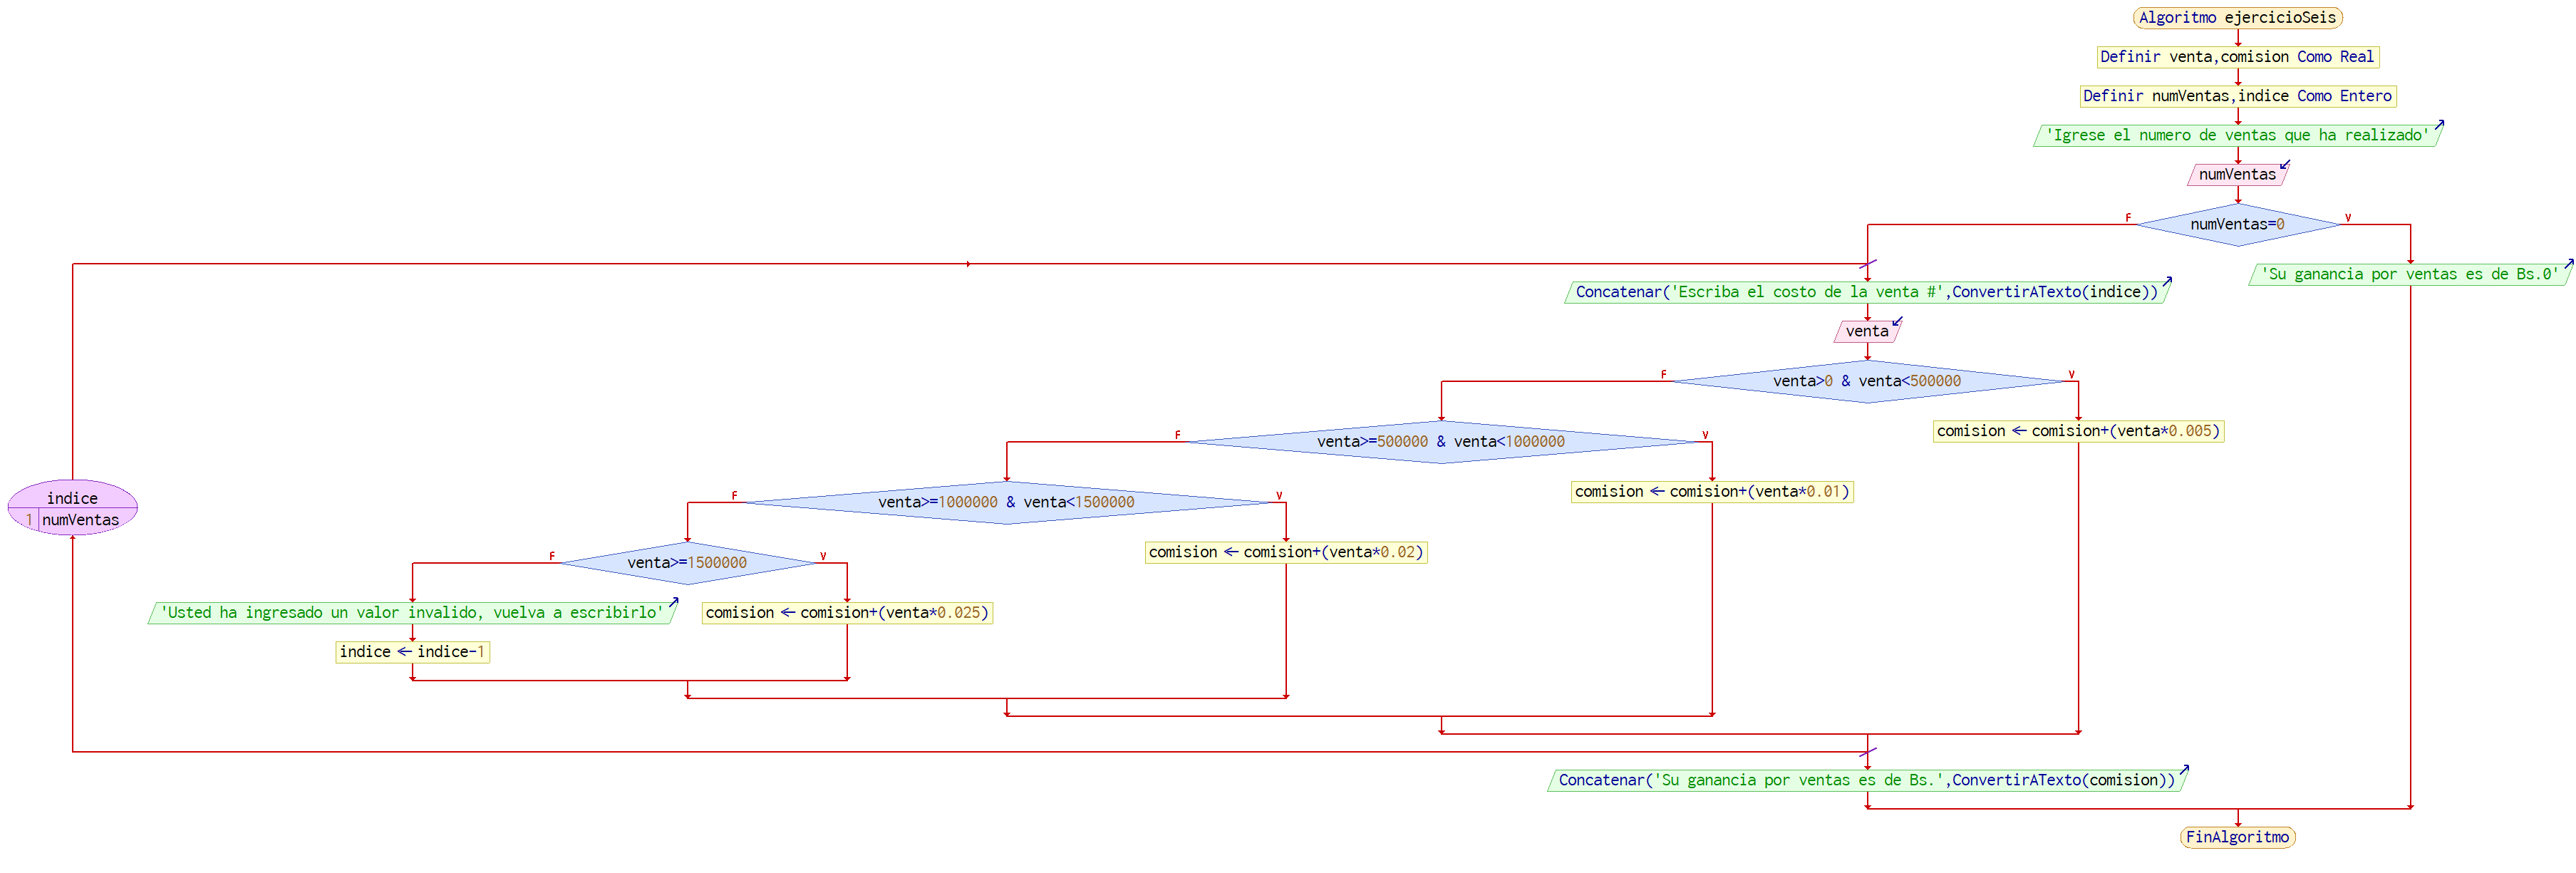 Algoritmo ejercicioSeis
Definir venta,comision Como Real
Definir numVentas,indice Como Entero
'Igrese el numero de ventas que ha realizado'
numVentas
numVentas=0
F
V
'Su ganancia por ventas es de Bs.0'
Concatenar('Escriba el costo de la venta #',ConvertirATexto(indice))
venta
venta>0 & venta<500000
F
V
comision ← comision+(venta*0.005)
venta>=500000 & venta<1000000
F
V
comision ← comision+(venta*0.01)
venta>=1000000 & venta<1500000
F
V
comision ← comision+(venta*0.02)
venta>=1500000
F
V
'Usted ha ingresado un valor invalido, vuelva a escribirlo'
comision ← comision+(venta*0.025)
indice ← indice-1
indice
1 numVentas
Concatenar('Su ganancia por ventas es de Bs.',ConvertirATexto(comision))
FinAlgoritmo